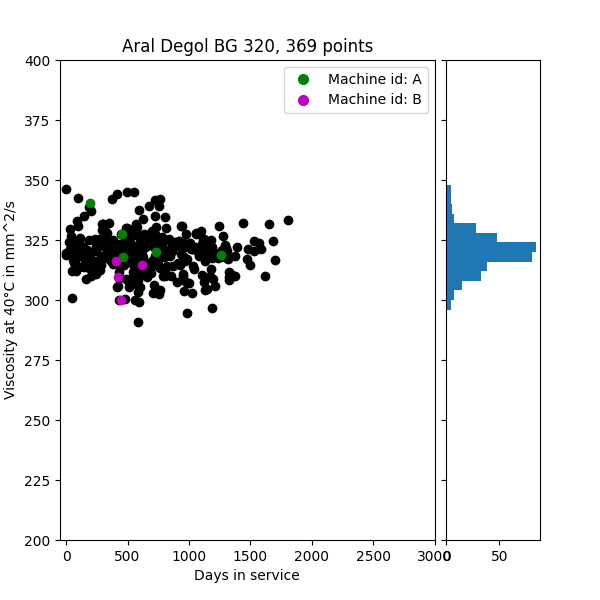 Aral Degol BG 320, 369 points
Machine id: A
Machine id: B
Viscosity at 40°C in mm^2/s
400
375
350
325
300
275
250
225
200
0 500 1000 1500 2000 2500 3000
0 50
Days in service